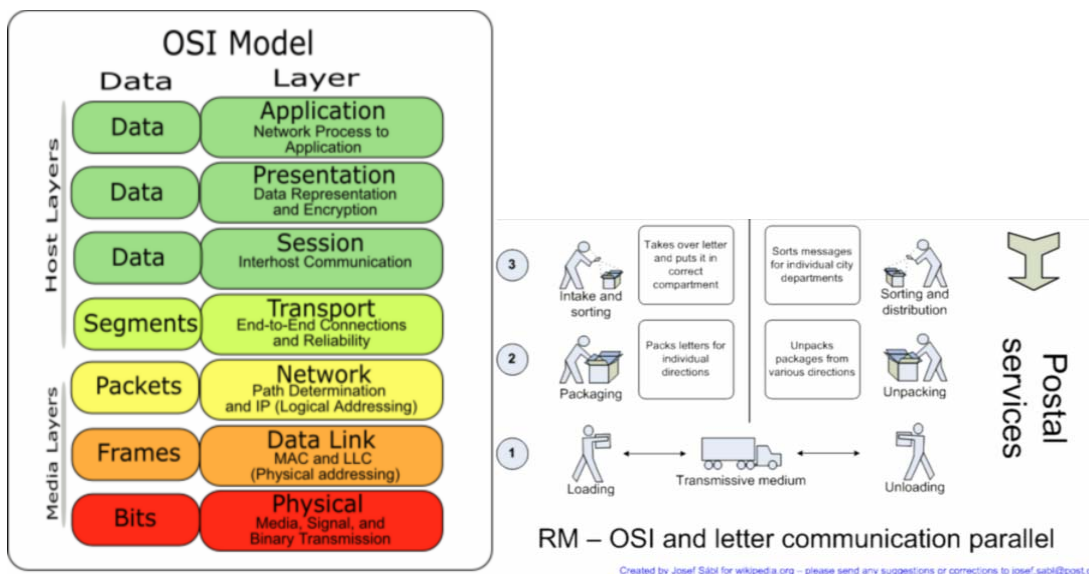 OSI Model
Data
Layer
Host Layers
Data
Application
Network Process to
Application
Data
Presentation
Data Representation
and Encryption
Data
Session
Interhost Communication
Segments
Transport
End-to-End Connections
and Reliability
Media Layers
Packets
Network
Path Determination
and IP (Logical Addressing)
Frames
Data Link
MAC and LLC
(Physical addressing)
Bits
Physical
Media, Signal, and
Binary Transmission
3
Intake and
sorting
Takes over letter
and puts it in
correct
compartment
Sorts messages
for individual city
departments
Sorting and
distribution
2
Packaging
Packs letters for
individual
directions
Unpacks
packages from
various directions
Unpacking
1
Loading
Transmissive medium
Unloading
Postal
services
RM – OSI and letter communication parallel
Created by Josef Sábl for wikipedia.org – please send any suggestions or corrections to josef.sabl@post.c